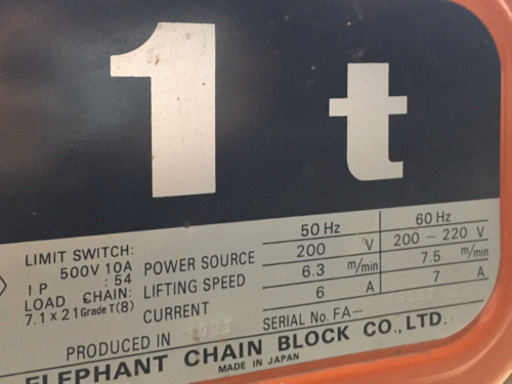 1 t
50 Hz 60 Hz
LIMIT SWITCH: POWER SOURCE 200 V 200 – 220 V
500V 10A LIFTING SPEED 6.3 m/min 7.5 m/min
I P : 54 CURRENT 6 A 7 A
LOAD CHAIN:
7.1 x 21 Grade T(8)
PRODUCED IN SERIAL No. FA–
ELEPHANT CHAIN BLOCK CO., LTD.
MADE IN JAPAN